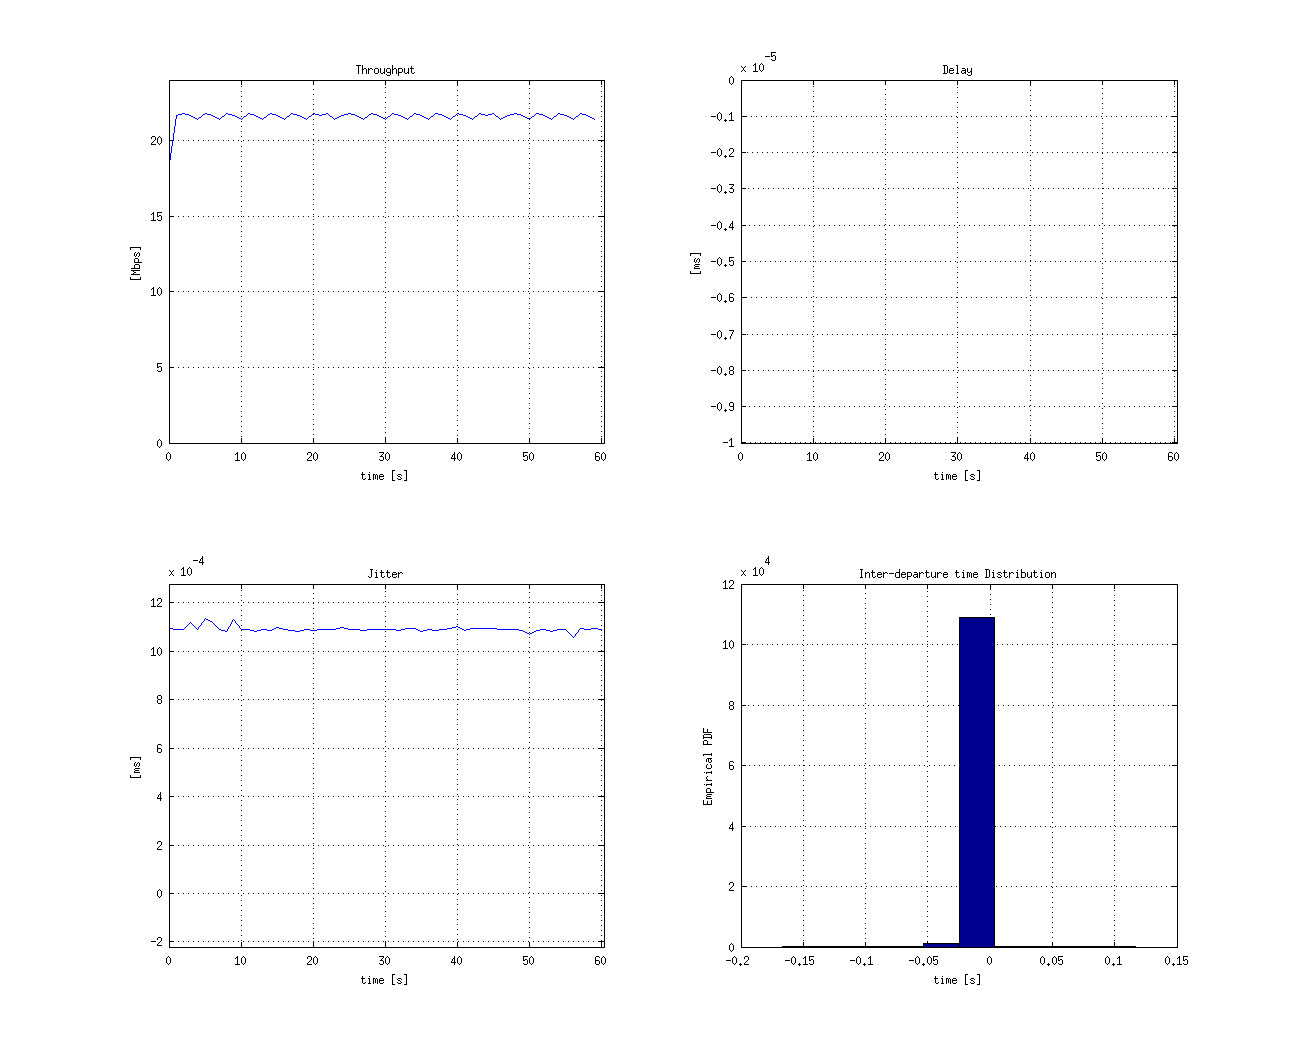 Throughput
20
15
10
5
0
[Mbps]
0 10 20 30 40 50 60
time [s]
x 10^-5
Delay
0
-0.1
-0.2
-0.3
-0.4
-0.5
-0.6
-0.7
-0.8
-0.9
-1
[ms]
0 10 20 30 40 50 60
time [s]
x 10^-4
Jitter
12
10
8
6
4
2
0
-2
[ms]
0 10 20 30 40 50 60
time [s]
x 10^4
Inter-departure time Distribution
12
10
8
6
4
2
0
Empirical PDF
-0.2 -0.15 -0.1 -0.05 0 0.05 0.1 0.15
time [s]